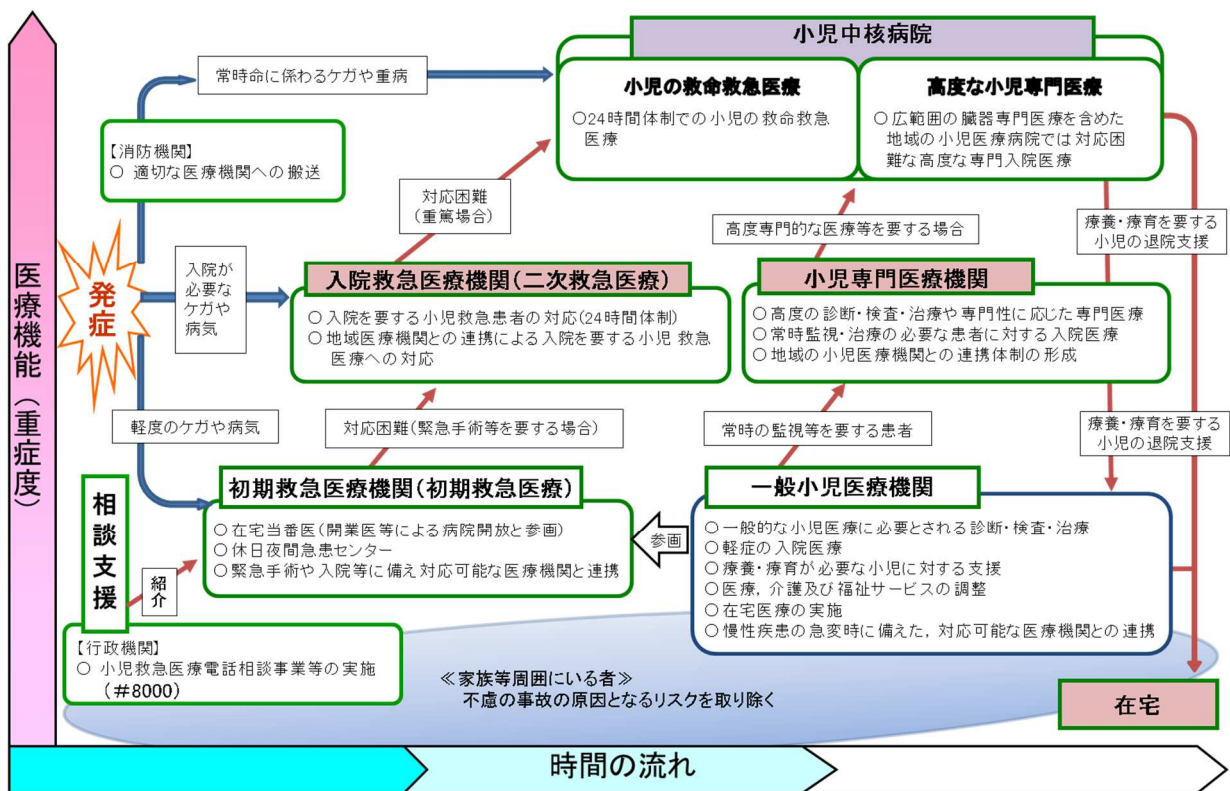 小児中核病院
小児の救命救急医療
○24時間体制での小児の救命救急
医療
高度な小児専門医療
○広範囲の臓器専門医療を含めた
地域の小児医療病院では対応困
難な高度な専門入院医療
常時命に係わるケガや重病
【消防機関】
○ 適切な医療機関への搬送
対応困難
(重篤場合)
高度専門的な医療等を要する場合
療養・療育を要する
小児の退院支援
医療機能(重症度)
発症
入院が
必要な
ケガや
病気
入院救急医療機関(二次救急医療)
○入院を要する小児救急患者の対応(24時間体制)
○地域医療機関との連携による入院を要する小児 救急
医療への対応
小児専門医療機関
○高度の診断・検査・治療や専門性に応じた専門医療
○常時監視・治療の必要な患者に対する入院医療
○地域の小児医療機関との連携体制の形成
軽度のケガや病気
対応困難(緊急手術等を要する場合)
常時の監視等を要する患者
療養・療育を要する
小児の退院支援
相談支援
紹介
初期救急医療機関(初期救急医療)
○在宅当番医(開業医等による病院開放と参画)
○休日夜間急患センター
○緊急手術や入院等に備え対応可能な医療機関と連携
参画
一般小児医療機関
○一般的な小児医療に必要とされる診断・検査・治療
○軽症の入院医療
○療養・療育が必要な小児に対する支援
○医療，介護及び福祉サービスの調整
○在宅医療の実施
○慢性疾患の急変時に備えた，対応可能な医療機関との連携
【行政機関】
○ 小児救急医療電話相談事業等の実施
(#8000)
≪家族等周囲にいる者≫
不慮の事故の原因となるリスクを取り除く
在宅
時間の流れ